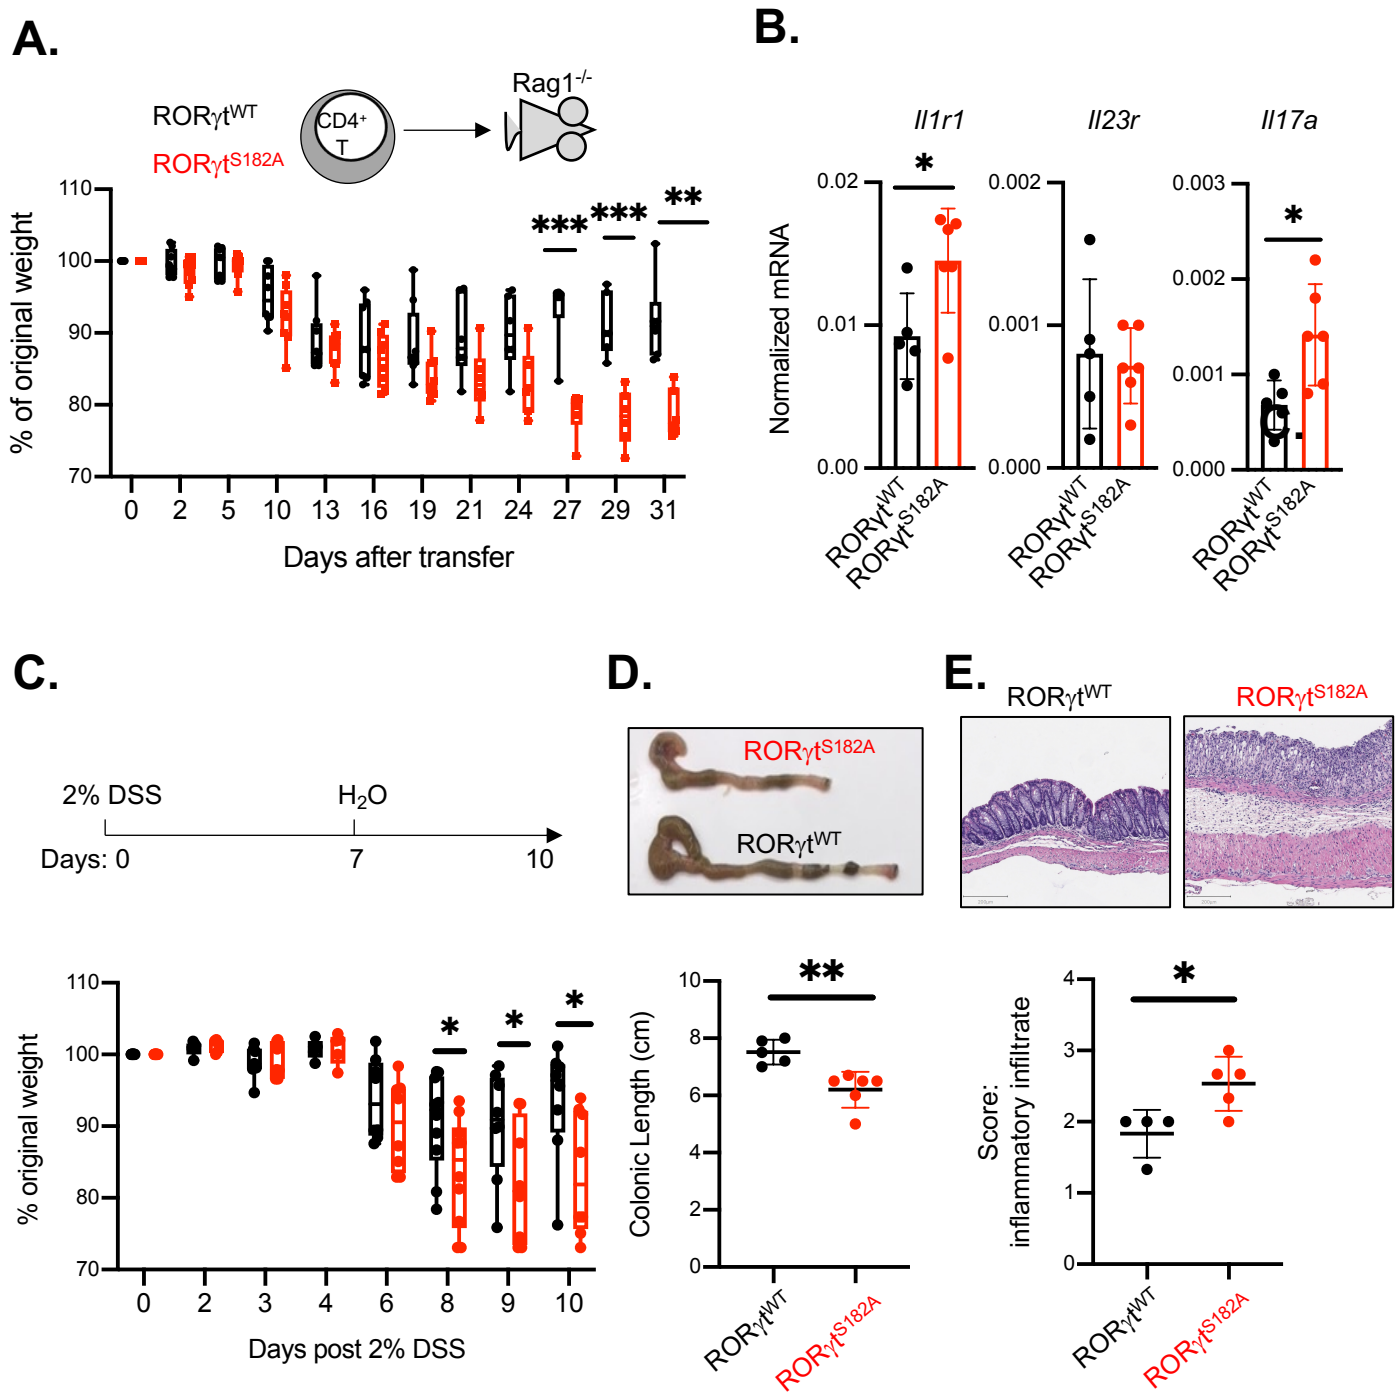 A.
RORγtWT
RORγtS182A
CD4+
T
Rag1-/-
***
***
**
110
100
90
80
70
% of original weight
0 2 5 10 13 16 19 21 24 27 29 31
Days after transfer
B.
Il1r1
Il23r
Il17a
*
*
Normalized mRNA
0.02
0.01
0.00
0.002
0.001
0.000
0.003
0.002
0.001
0.000
RORγtWT
RORγtS182A
RORγtWT
RORγtS182A
RORγtWT
RORγtS182A
C.
2% DSS
H2O
Days: 0 7 10
* * *
110
100
90
80
70
% original weight
0 2 3 4 6 8 9 10
Days post 2% DSS
D.
RORγtS182A
RORγtWT
**
10
8
6
4
2
0
Colonic Length (cm)
RORγtWT
RORγtS182A
E.
RORγtWT
RORγtS182A
*
4
3
2
1
0
Score:
inflammatory infiltrate
RORγtWT
RORγtS182A